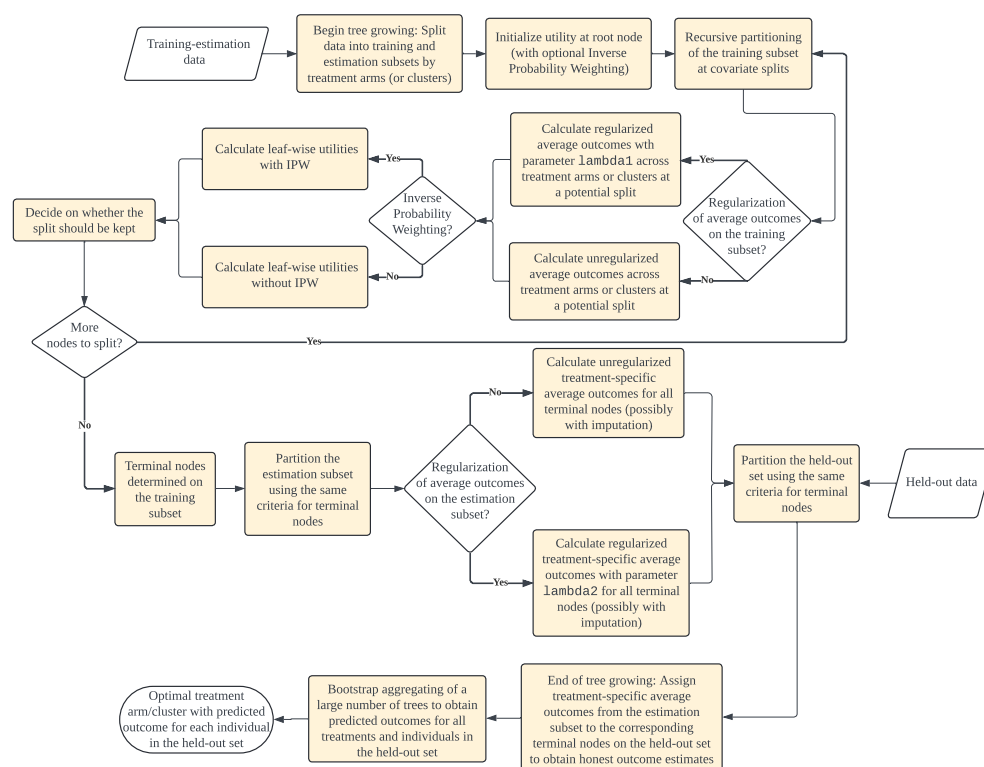 Training-estimation
data
Begin tree growing: Split
data into training and
estimation subsets by
treatment arms (or clusters)
Initialize utility at root node
(with optional Inverse
Probability Weighting)
Recursive partitioning
of the training subset
at covariate splits
Regularization
of average outcomes
on the training
subset?
Yes
Calculate regularized
average outcomes wth
parameter lambda1 across
treatment arms or clusters at
a potential split
No
Calculate unregularized
average outcomes across
treatment arms or clusters at
a potential split
Inverse
Probability
Weighting?
Yes
Calculate leaf-wise utilities
with IPW
No
Calculate leaf-wise utilities
without IPW
Decide on whether the
split should be kept
More
nodes to split?
Yes
No
Terminal nodes
determined on
the training
subset
Partition the
estimation subset
using the same
criteria for terminal
nodes
Regularization
of average outcomes
on the estimation
subset?
No
Calculate unregularized
treatment-specific
average outcomes for all
terminal nodes (possibly
with imputation)
Yes
Calculate regularized
treatment-specific average
outcomes with parameter
lambda2 for all terminal
nodes (possibly with
imputation)
Partition the held-out
set using the same
criteria for terminal
nodes
Held-out data
End of tree growing: Assign
treatment-specific average
outcomes from the estimation
subset to the corresponding
terminal nodes on the held-out set
to obtain honest outcome estimates
Bootstrap aggregating of a
large number of trees to obtain
predicted outcomes for all
treatments and individuals in
the held-out set
Optimal treatment
arm/cluster with predicted
outcome for each individual
in the held-out set